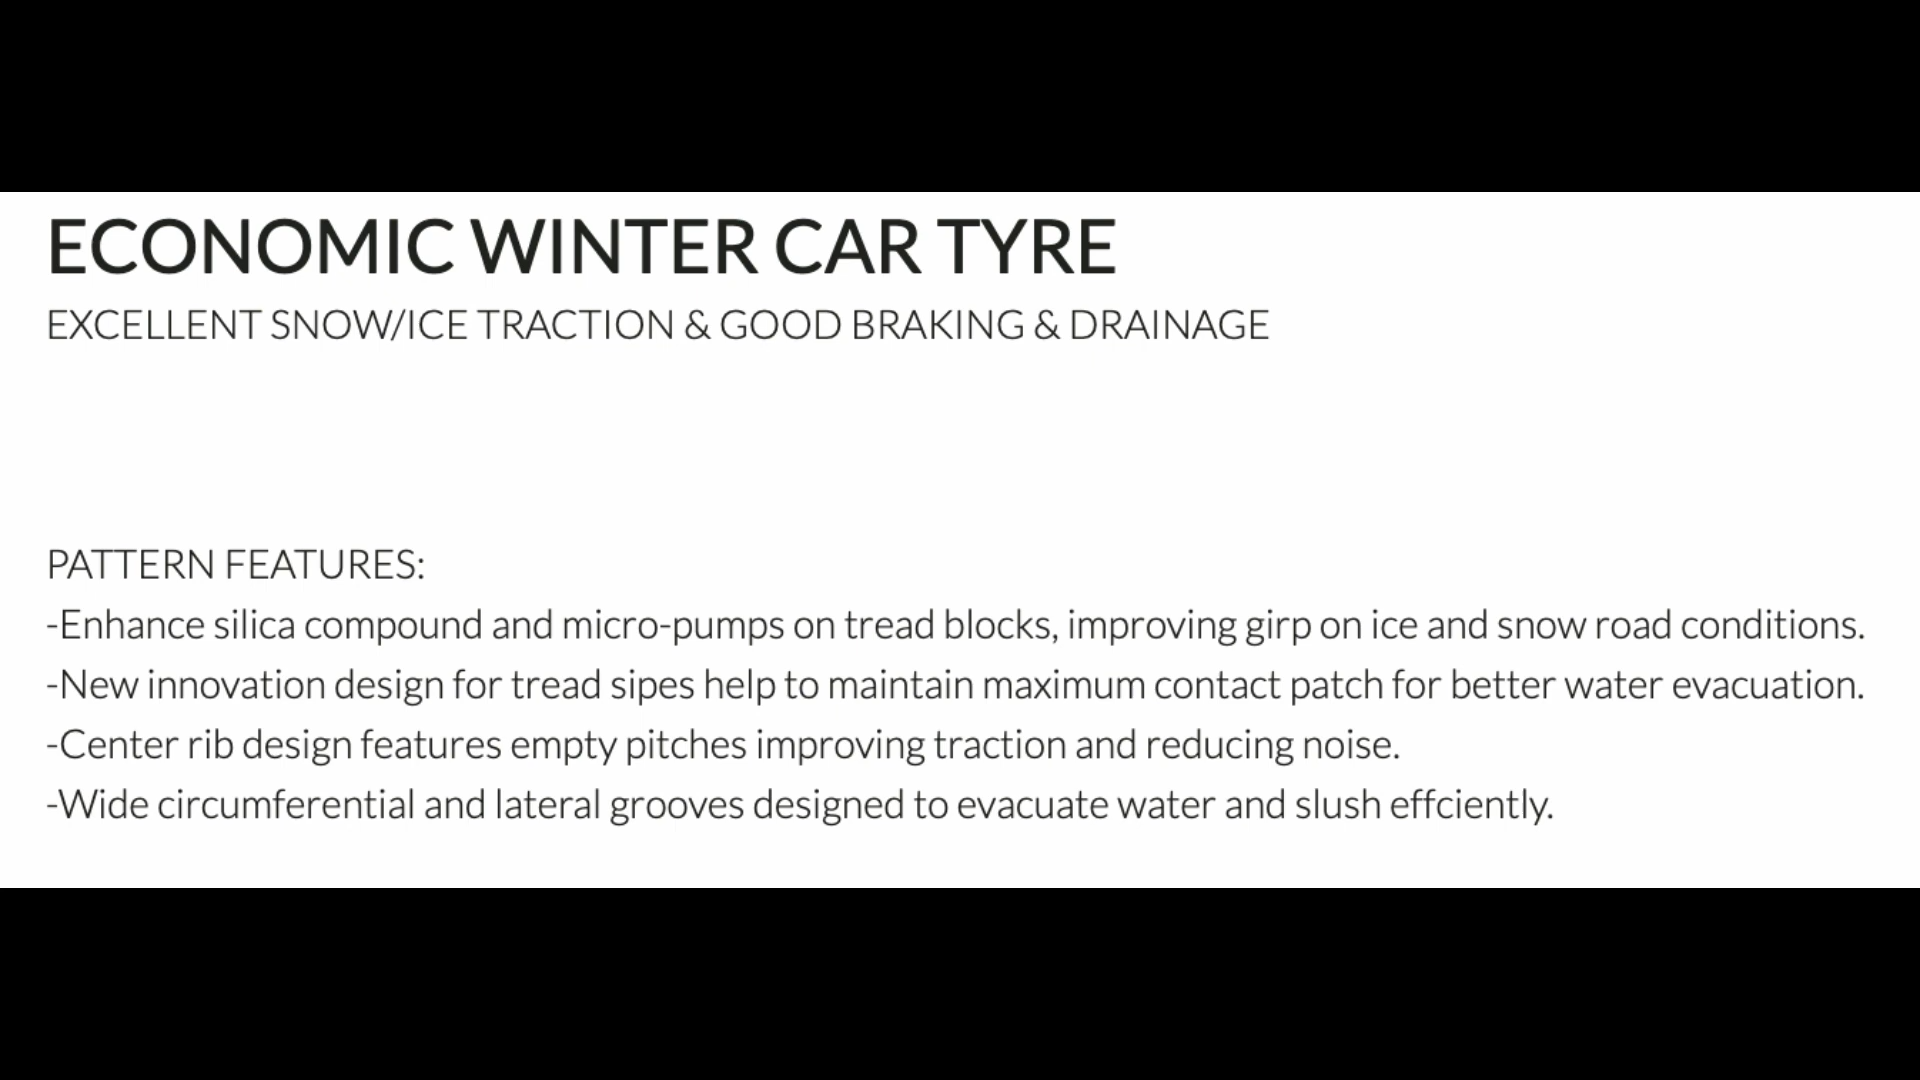 ECONOMIC WINTER CAR TYRE
EXCELLENT SNOW/ICE TRACTION & GOOD BRAKING & DRAINAGE
PATTERN FEATURES:
-Enhance silica compound and micro-pumps on tread blocks, improving girp on ice and snow road conditions.
-New innovation design for tread sipes help to maintain maximum contact patch for better water evacuation.
-Center rib design features empty pitches improving traction and reducing noise.
-Wide circumferential and lateral grooves designed to evacuate water and slush effciently.